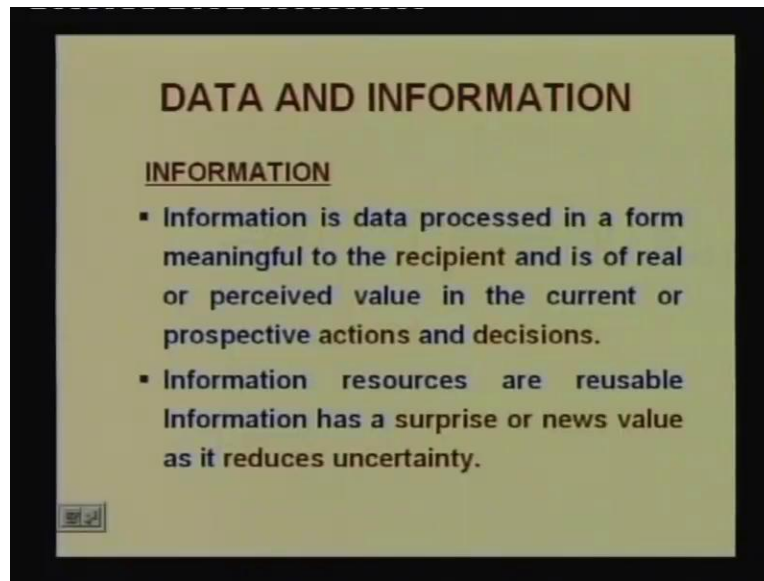 DATA AND INFORMATION
INFORMATION
▪ Information is data processed in a form
meaningful to the recipient and is of real
or perceived value in the current or
prospective actions and decisions.
▪ Information resources are reusable
Information has a surprise or news value
as it reduces uncertainty.